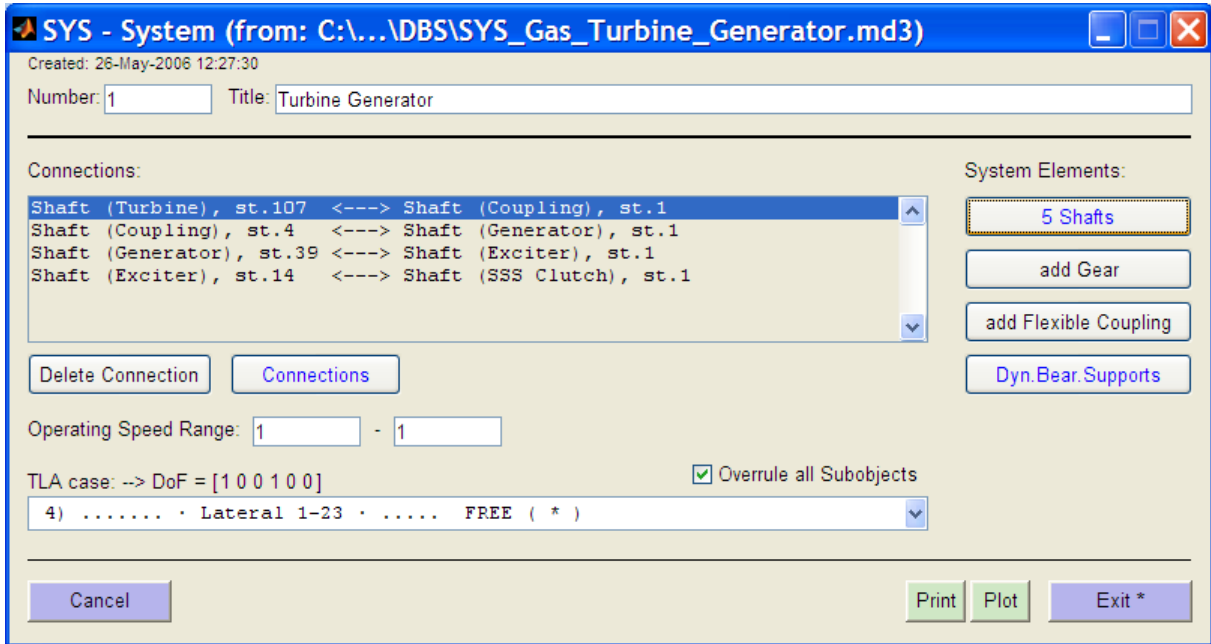 SYS - System (from: C:\...\DBS\SYS_Gas_Turbine_Generator.md3)
Created: 26-May-2006 12:27:30
Number: 1 Title: Turbine Generator
Connections: System Elements:
Shaft (Turbine), st.107 <---> Shaft (Coupling), st.1
Shaft (Coupling), st.4 <---> Shaft (Generator), st.1
Shaft (Generator), st.39 <---> Shaft (Exciter), st.1
Shaft (Exciter), st.14 <---> Shaft (SSS Clutch), st.1
5 Shafts
add Gear
add Flexible Coupling
Dyn.Bear.Supports
Delete Connection Connections
Operating Speed Range: 1 - 1
TLA case: --> DoF = [1 0 0 1 0 0] Overrule all Subobjects
4) ....... · Lateral 1-23 · ..... FREE ( * )
Cancel Print Plot Exit *